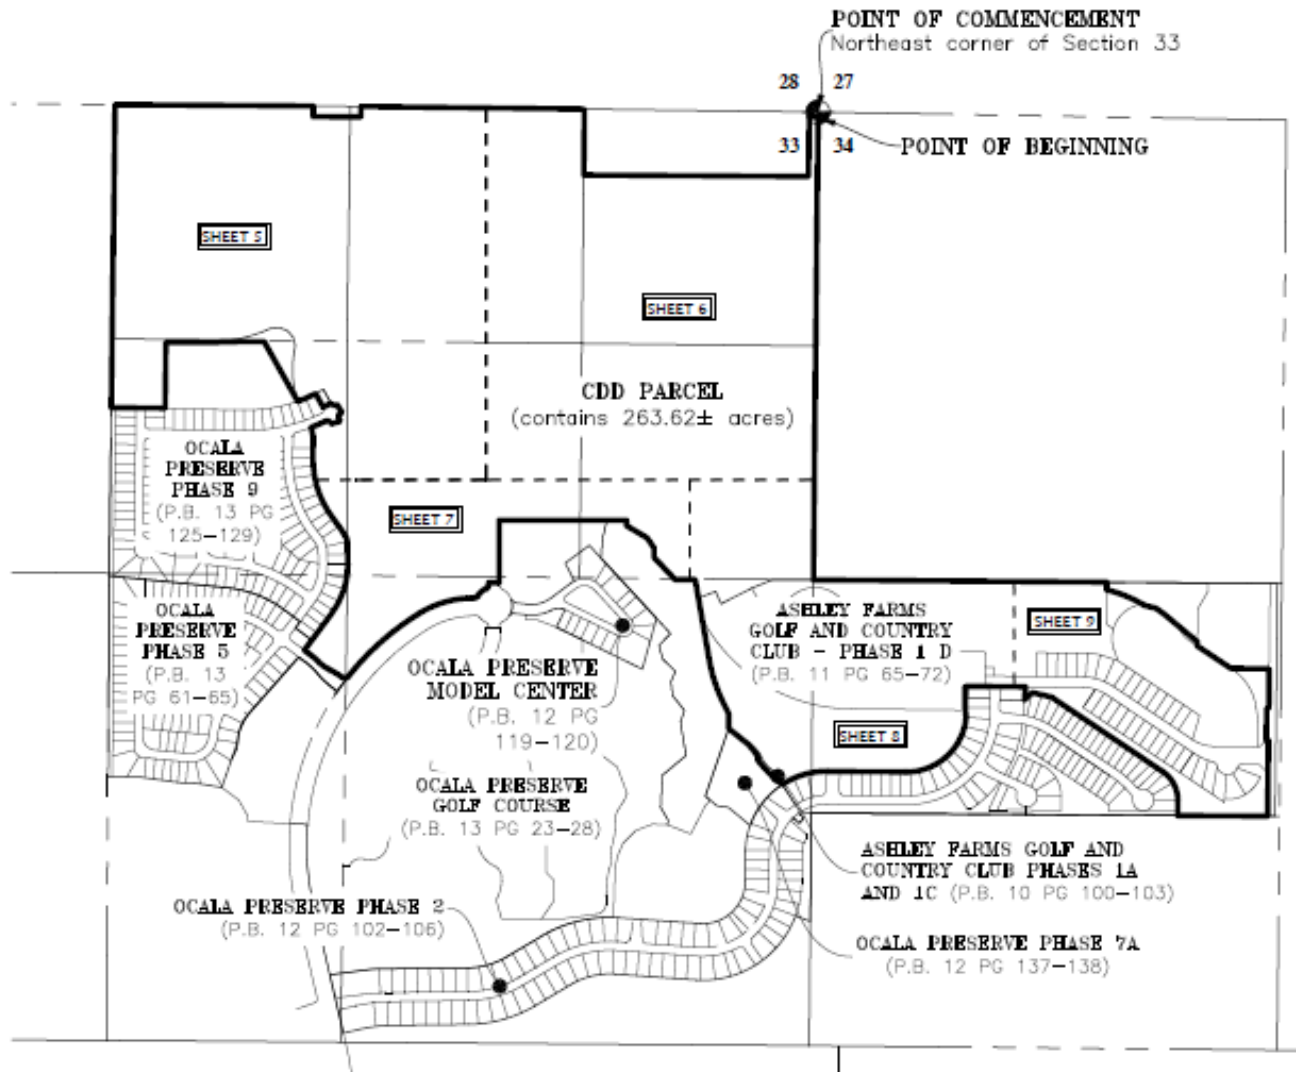 POINT OF COMMENCEMENT
Northeast corner of Section 33
28 27
33 34
POINT OF BEGINNING
SHEET 5
SHEET 6
CDD PARCEL
(contains 263.62± acres)
OCALA
PRESERVE
PHASE 9
(P.B. 13 PG
125-129)
SHEET 7
OCALA
PRESERVE
PHASE 5
(P.B. 13
PG 61-65)
ASHLEY FARMS
GOLF AND COUNTRY
CLUB - PHASE 1 D
(P.B. 11 PG 65-72)
SHEET 9
OCALA PRESERVE
MODEL CENTER
(P.B. 12 PG
119-120)
SHEET 8
OCALA PRESERVE
GOLF COURSE
(P.B. 13 PG 23-28)
ASHLEY FARMS GOLF AND
COUNTRY CLUB PHASES 1A
AND 1C (P.B. 10 PG 100-103)
OCALA PRESERVE PHASE 2
(P.B. 12 PG 102-106)
OCALA PRESERVE PHASE 7A
(P.B. 12 PG 137-138)